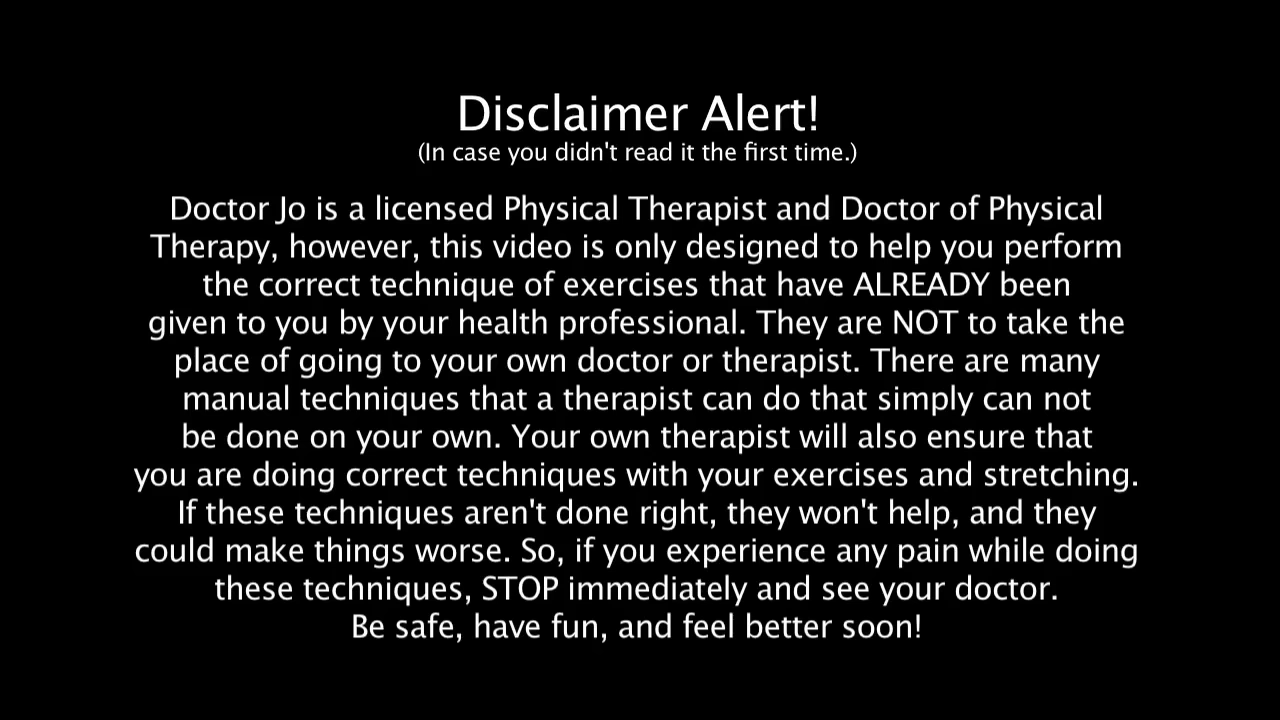 Disclaimer Alert!
(In case you didn't read it the first time.)
Doctor Jo is a licensed Physical Therapist and Doctor of Physical
Therapy, however, this video is only designed to help you perform
the correct technique of exercises that have ALREADY been
given to you by your health professional. They are NOT to take the
place of going to your own doctor or therapist. There are many
manual techniques that a therapist can do that simply can not
be done on your own. Your own therapist will also ensure that
you are doing correct techniques with your exercises and stretching.
If these techniques aren't done right, they won't help, and they
could make things worse. So, if you experience any pain while doing
these techniques, STOP immediately and see your doctor.
Be safe, have fun, and feel better soon!